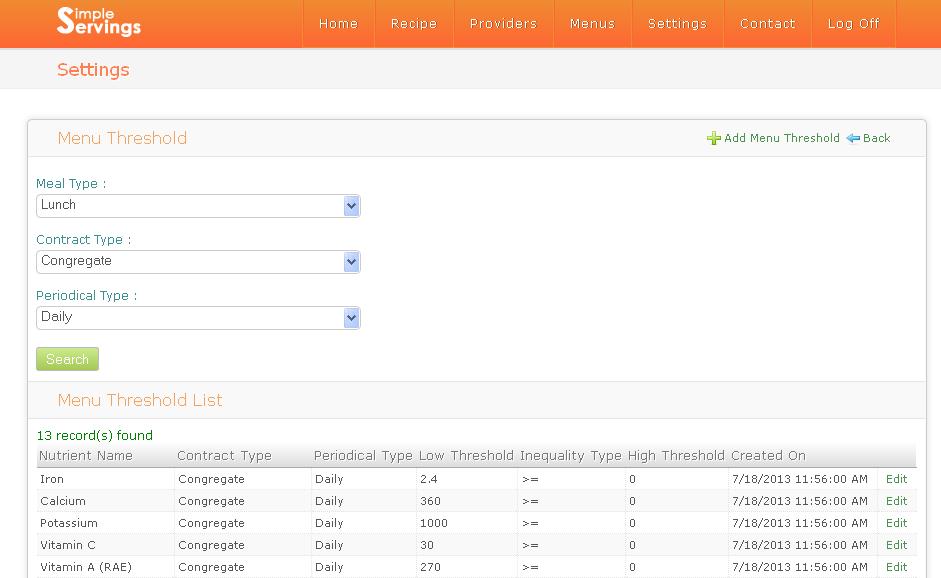 Simple Servings
Home Recipe Providers Menus Settings Contact Log Off
Settings
Menu Threshold Add Menu Threshold Back
Meal Type :
Lunch
Contract Type :
Congregate
Periodical Type :
Daily
Search
Menu Threshold List
13 record(s) found
Nutrient Name Contract Type Periodical Type Low Threshold Inequality Type High Threshold Created On
Iron Congregate Daily 2.4 >= 0 7/18/2013 11:56:00 AM Edit
Calcium Congregate Daily 360 >= 0 7/18/2013 11:56:00 AM Edit
Potassium Congregate Daily 1000 >= 0 7/18/2013 11:56:00 AM Edit
Vitamin C Congregate Daily 30 >= 0 7/18/2013 11:56:00 AM Edit
Vitamin A (RAE) Congregate Daily 270 >= 0 7/18/2013 11:56:00 AM Edit